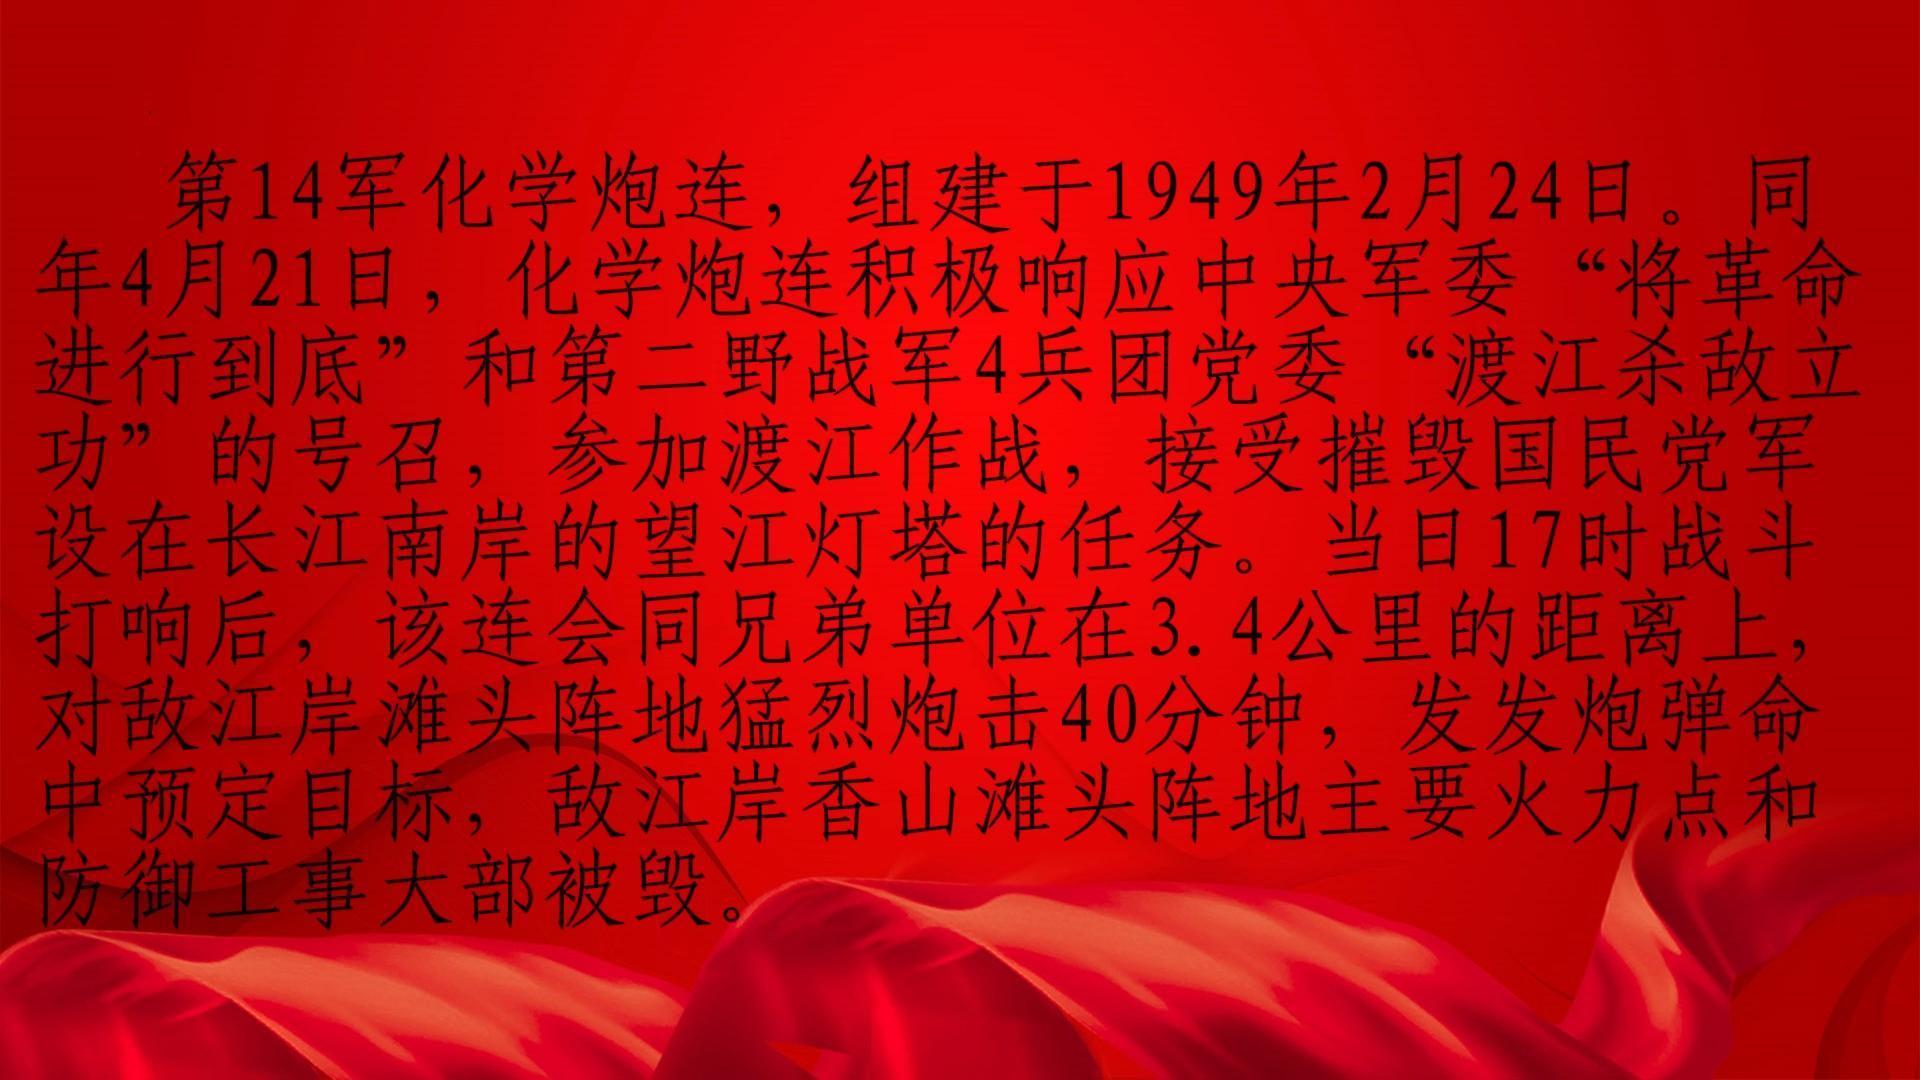 第14军化学炮连，组建于1949年2月24日。同
年4月21日，化学炮连积极响应中央军委“将革命
进行到底”和第二野战军4兵团党委“渡江杀敌立
功”的号召，参加渡江作战，接受摧毁国民党军
设在长江南岸的望江灯塔的任务。当日17时战斗
打响后，该连会同兄弟单位在3.4公里的距离上，
对敌江岸滩头阵地猛烈炮击40分钟，发发炮弹命
中预定目标，敌江岸香山滩头阵地主要火力点和
防御工事大部被毁。